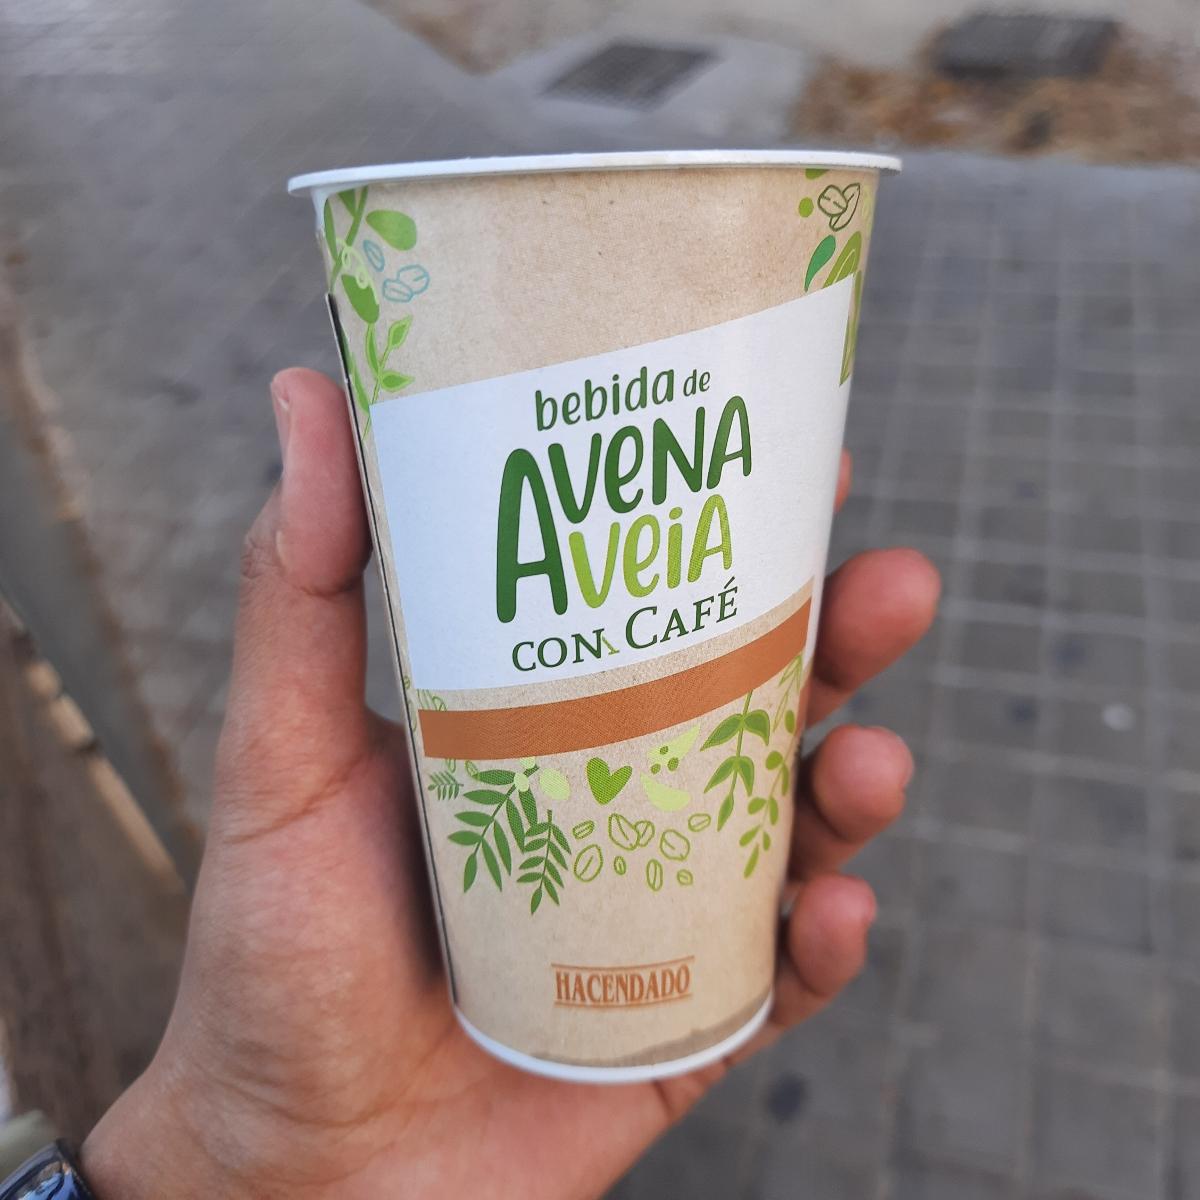 bebida de
AVENA
AVEIA
CON CAFÉ
HACENDADO